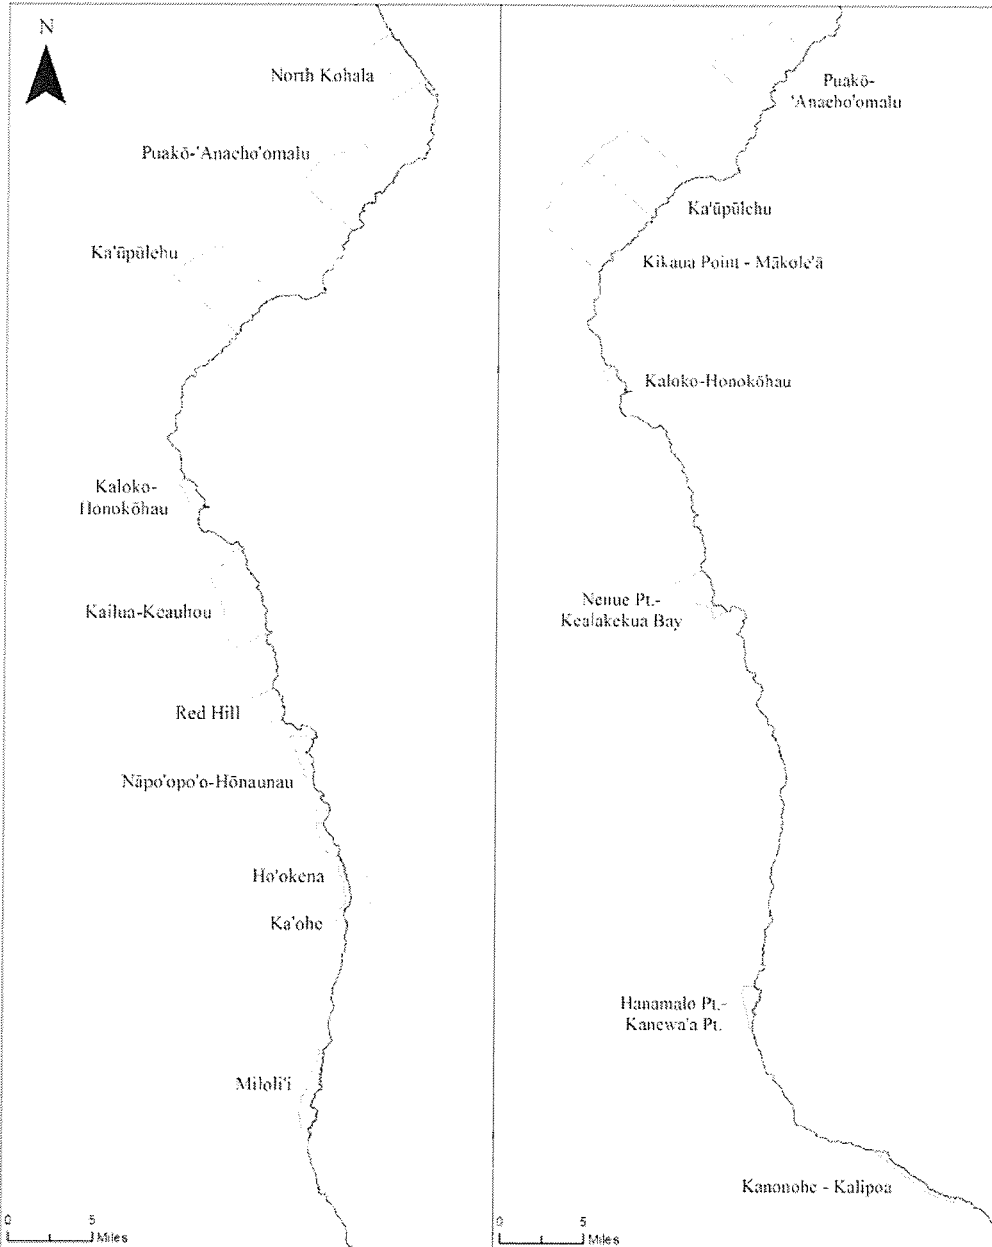 N
North Kohala
Puakō-'Anaeho'omalu
Ka'ūpūlehu
Kaloko-
Honokōhau
Kailua-Keauhou
Red Hill
Nāpo'opo'o-Hōnaunau
Ho'okena
Ka'ohe
Miloli'i
0 5
Miles
Puakō-
'Anaeho'omalu
Ka'ūpūlehu
Kikaua Point - Mākole'ā
Kaloko-Honokōhau
Nenue Pt.-
Kealakekua Bay
Hanamalo Pt.-
Kanewa'a Pt.
Kanonohe - Kalipoa
0 5
Miles